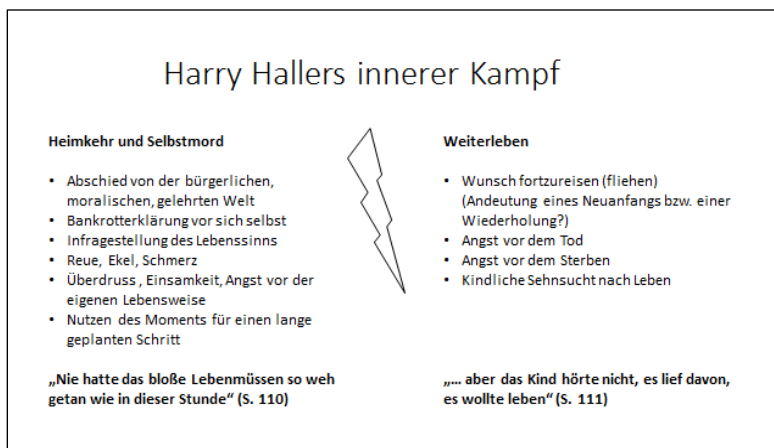 Harry Hallers innerer Kampf
Heimkehr und Selbstmord
• Abschied von der bürgerlichen,
moralischen, gelehrten Welt
• Bankrotterklärung vor sich selbst
• Infragestellung des Lebenssinns
• Reue, Ekel, Schmerz
• Überdruss , Einsamkeit, Angst vor der
eigenen Lebensweise
• Nutzen des Moments für einen lange
geplanten Schritt
„Nie hatte das bloße Lebenmüssen so weh
getan wie in dieser Stunde“ (S. 110)
Weiterleben
• Wunsch fortzureisen (fliehen)
(Andeutung eines Neuanfangs bzw. einer
Wiederholung?)
• Angst vor dem Tod
• Angst vor dem Sterben
• Kindliche Sehnsucht nach Leben
„... aber das Kind hörte nicht, es lief davon,
es wollte leben“ (S. 111)